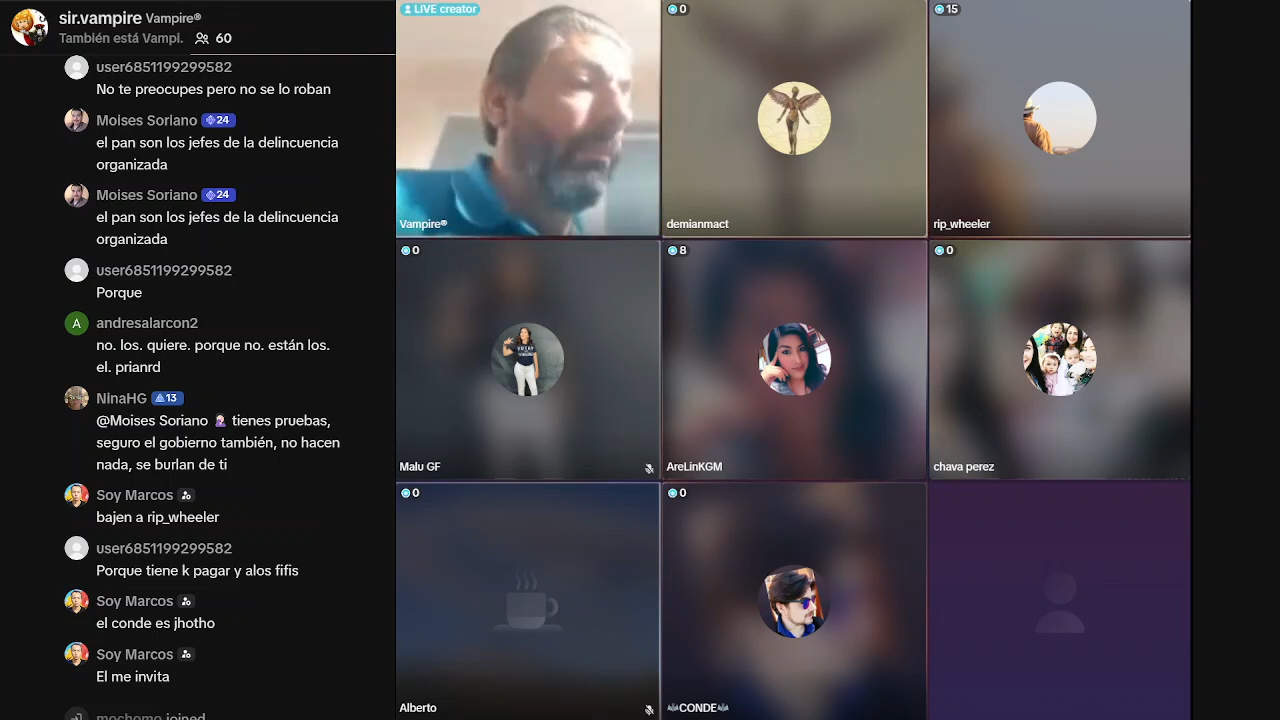 sir.vampire Vampire®
También está Vampi. 60
user6851199299582
No te preocupes pero no se lo roban
Moises Soriano 24
el pan son los jefes de la delincuencia
organizada
Moises Soriano 24
el pan son los jefes de la delincuencia
organizada
user6851199299582
Porque
A andresalarcon2
no. los. quiere. porque no. están los.
el. prianrd
NinaHG 13
@Moises Soriano 🤦🏻‍♀️ tienes pruebas,
seguro el gobierno también, no hacen
nada, se burlan de ti
Soy Marcos
bajen a rip_wheeler
user6851199299582
Porque tiene k pagar y alos fifis
Soy Marcos
el conde es jhotho
Soy Marcos
El me invita
mochomo joined
LIVE creator
Vampire®
0
demianmact
15
rip_wheeler
0
Malu GF
8
AreLinKGM
0
chava perez
0
Alberto
0
🦇CONDE🦇